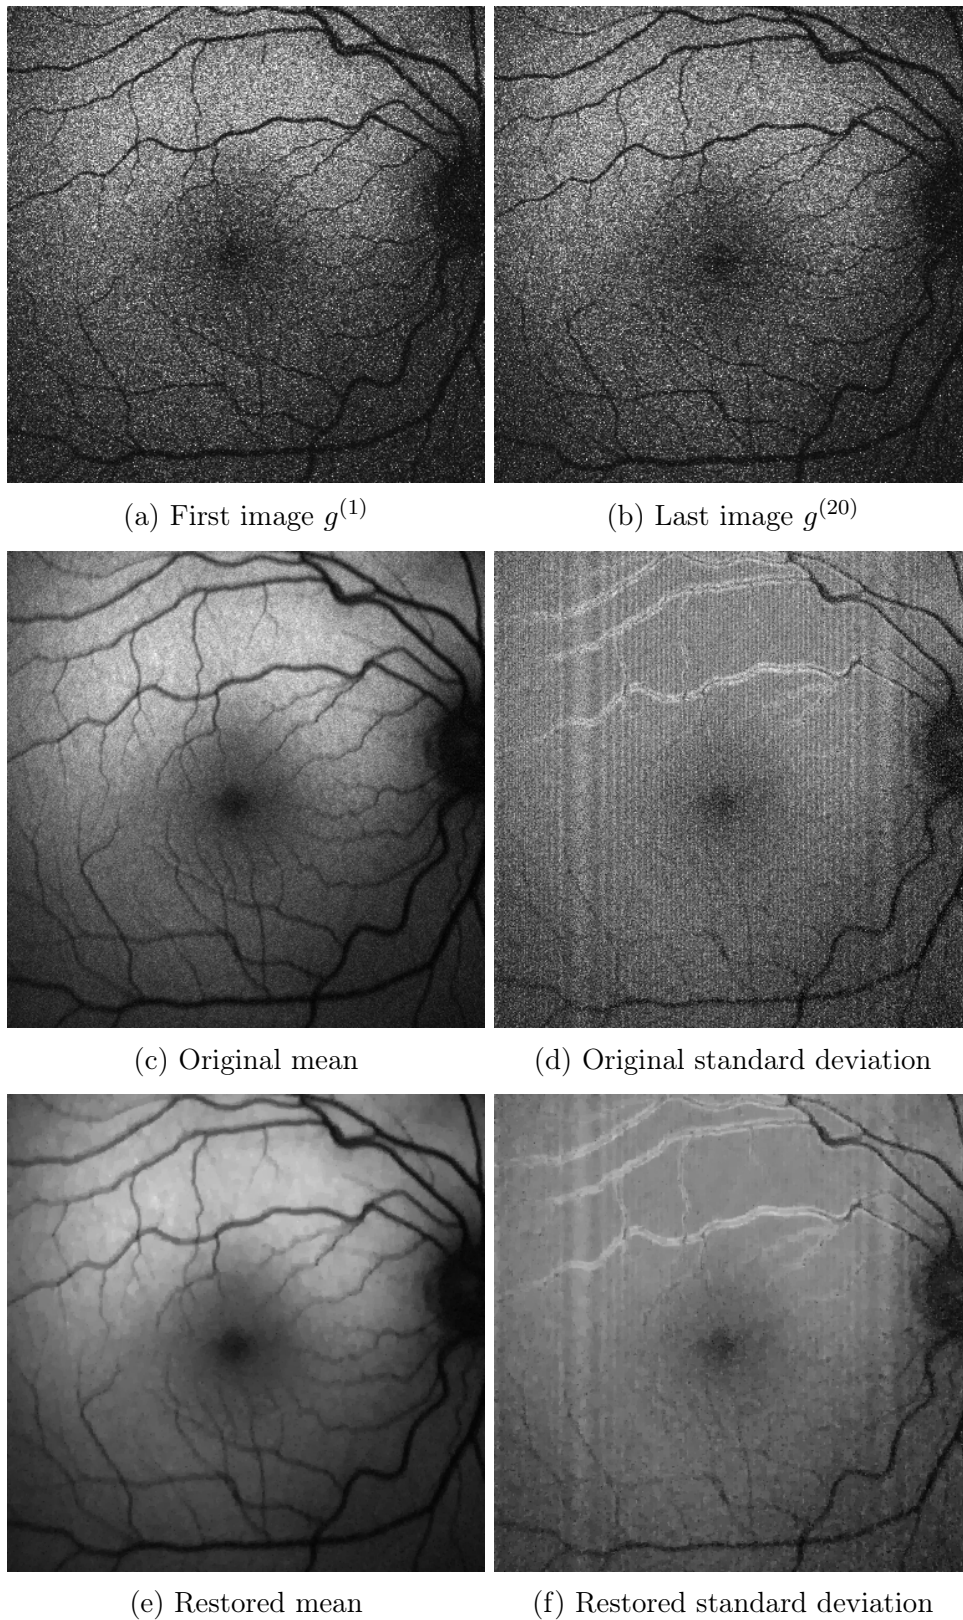 (a) First image g^{(1)}
(b) Last image g^{(20)}
(c) Original mean
(d) Original standard deviation
(e) Restored mean
(f) Restored standard deviation